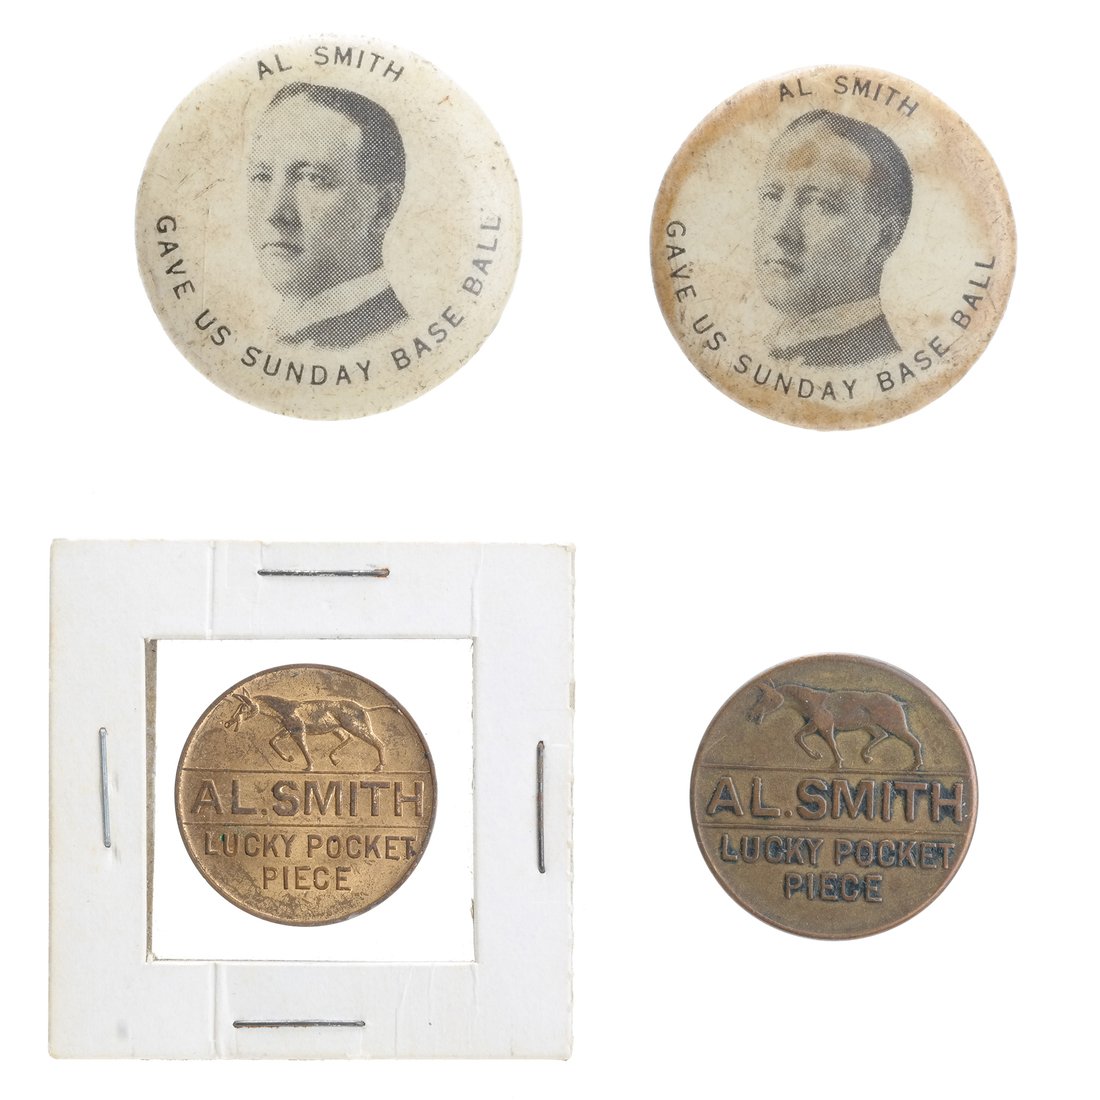 AL SMITH
GAVE US SUNDAY BASE BALL
AL SMITH
GAVE US SUNDAY BASE BALL
AL. SMITH
LUCKY POCKET
PIECE
AL. SMITH
LUCKY POCKET
PIECE